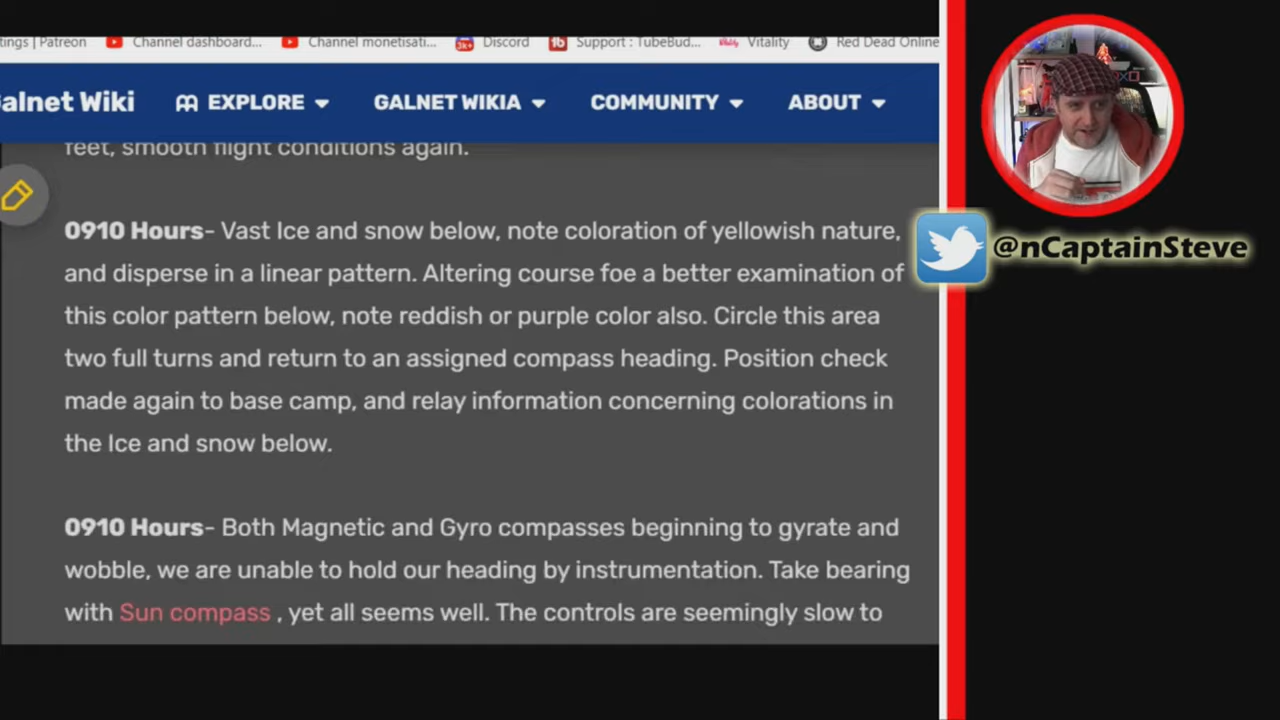 tings | Patreon Channel dashboard... Channel monetisati... Discord Support : TubeBud... Vitality Red Dead Online
alnet Wiki EXPLORE GALNET WIKIA COMMUNITY ABOUT
feet, smooth flight conditions again.
0910 Hours- Vast Ice and snow below, note coloration of yellowish nature,
and disperse in a linear pattern. Altering course foe a better examination of
this color pattern below, note reddish or purple color also. Circle this area
two full turns and return to an assigned compass heading. Position check
made again to base camp, and relay information concerning colorations in
the Ice and snow below.
0910 Hours- Both Magnetic and Gyro compasses beginning to gyrate and
wobble, we are unable to hold our heading by instrumentation. Take bearing
with Sun compass , yet all seems well. The controls are seemingly slow to
@nCaptainSteve